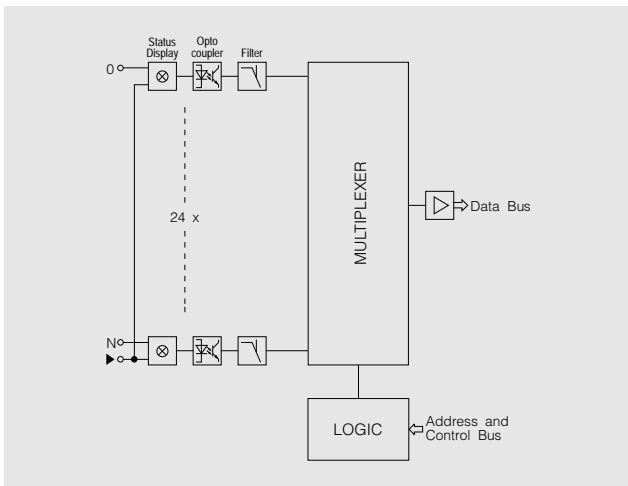 Status
Display
Opto
coupler
Filter
0
24 x
MULTIPLEXER
Data Bus
N
LOGIC
Address and
Control Bus